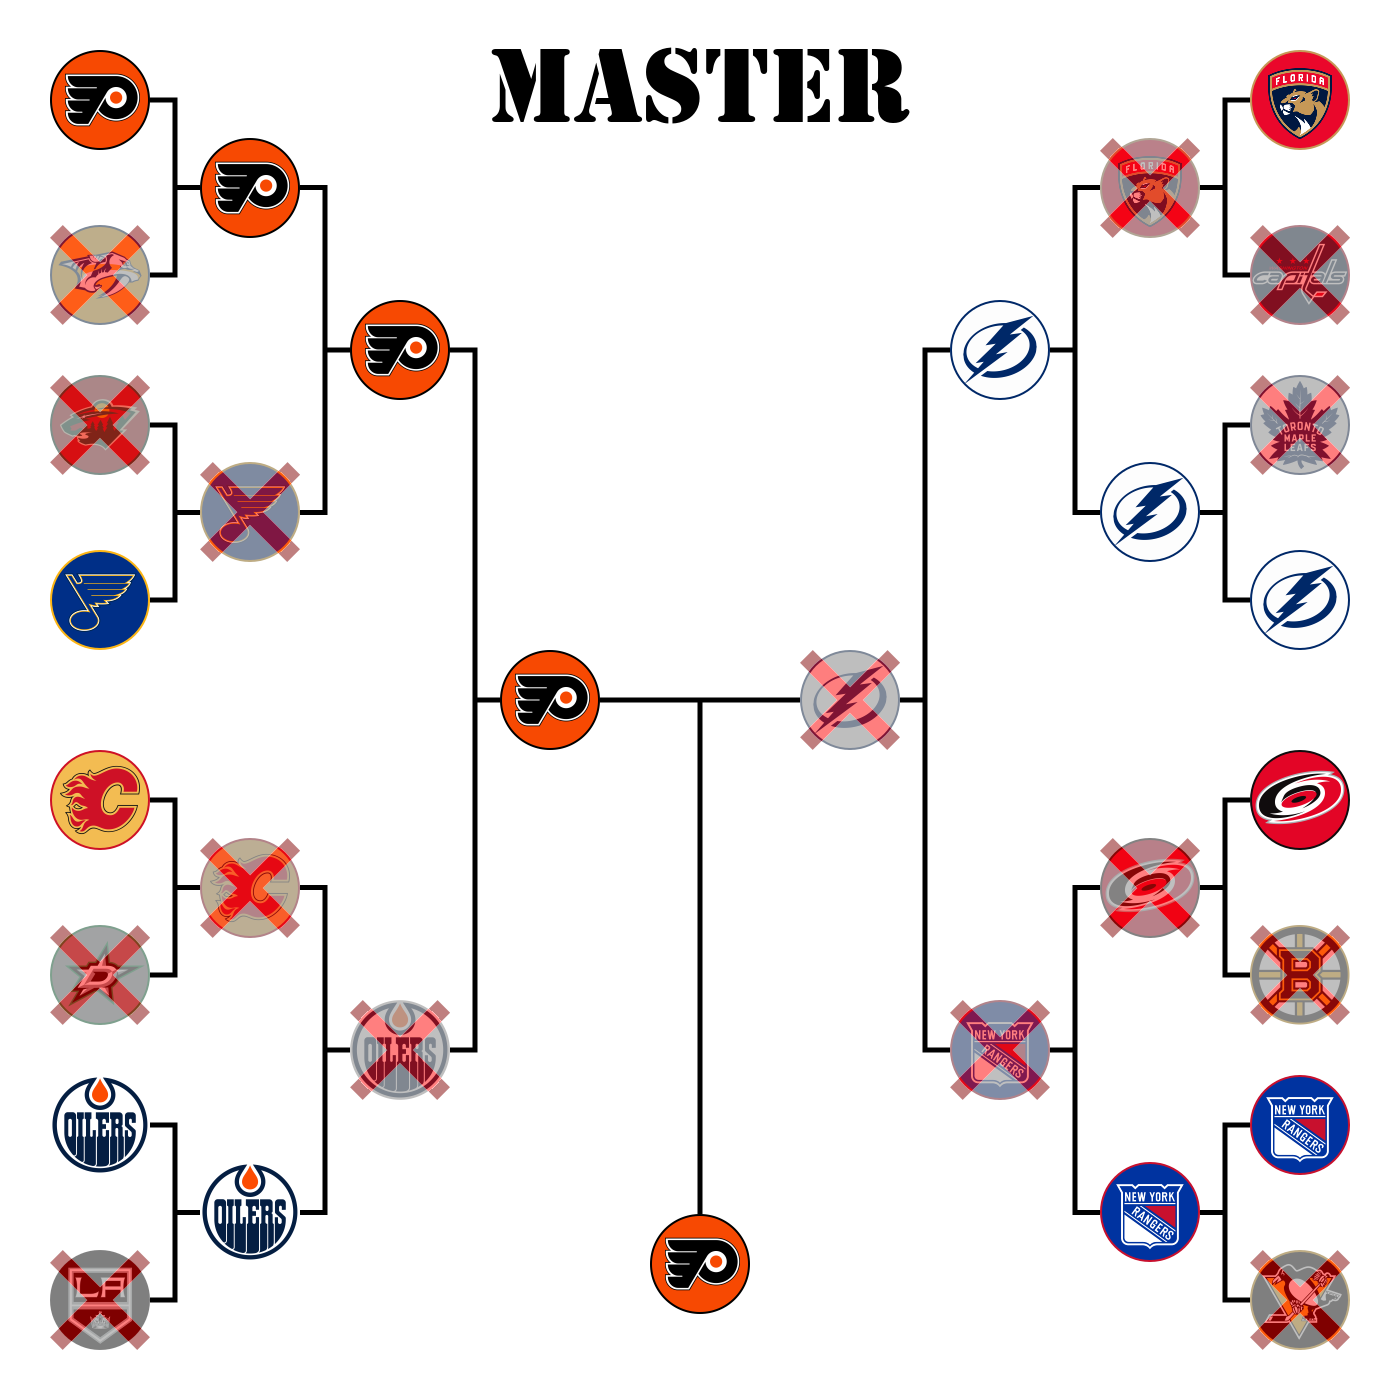 MASTER
FLORIDA
FLORIDA
capitals
TORONTO
MAPLE
LEAFS
OILERS
OILERS
OILERS
NEW YORK
RANGERS
NEW YORK
RANGERS
NEW YORK
RANGERS
LA